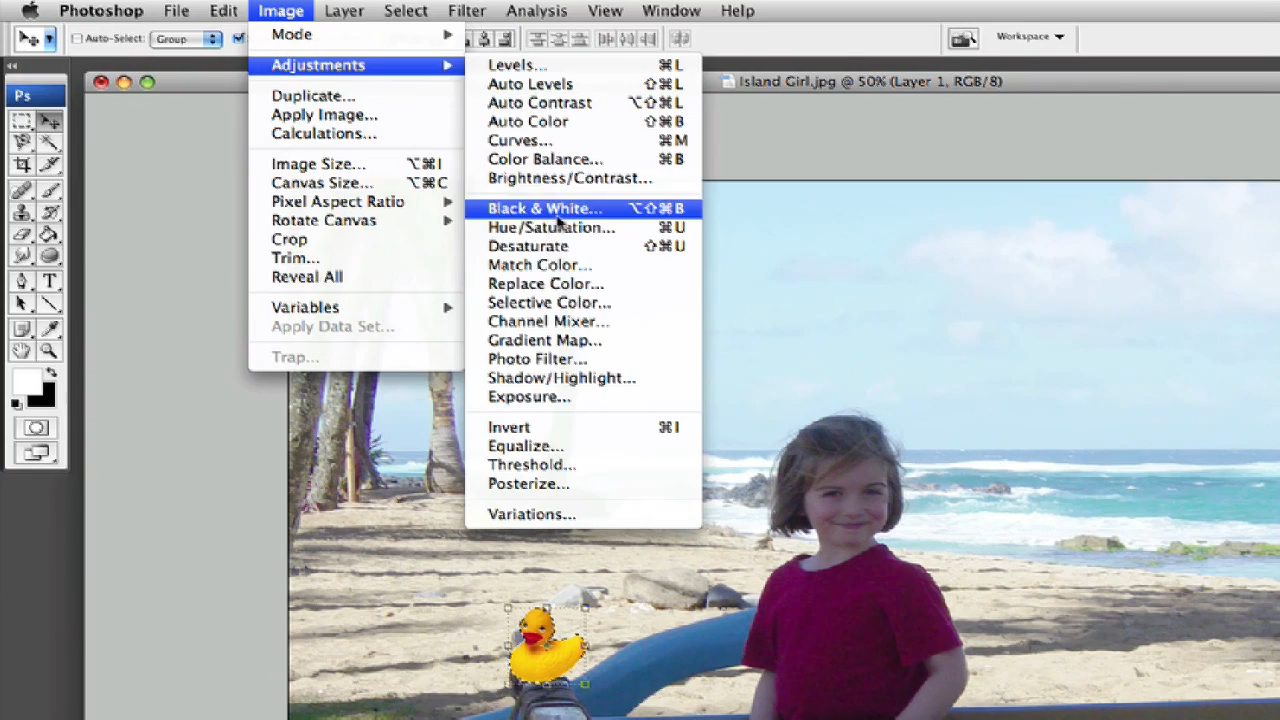 Photoshop File Edit Image Layer Select Filter Analysis View Window Help
Auto-Select: Group Workspace
Island Girl.jpg @ 50% (Layer 1, RGB/8)
Ps
Mode
Adjustments
Duplicate...
Apply Image...
Calculations...
Image Size... ⌥⌘I
Canvas Size... ⌥⌘C
Pixel Aspect Ratio
Rotate Canvas
Crop
Trim...
Reveal All
Variables
Apply Data Set...
Trap...
Levels... ⌘L
Auto Levels ⇧⌘L
Auto Contrast ⌥⇧⌘L
Auto Color ⇧⌘B
Curves... ⌘M
Color Balance... ⌘B
Brightness/Contrast...
Black & White... ⌥⇧⌘B
Hue/Saturation... ⌘U
Desaturate ⇧⌘U
Match Color...
Replace Color...
Selective Color...
Channel Mixer...
Gradient Map...
Photo Filter...
Shadow/Highlight...
Exposure...
Invert ⌘I
Equalize...
Threshold...
Posterize...
Variations...